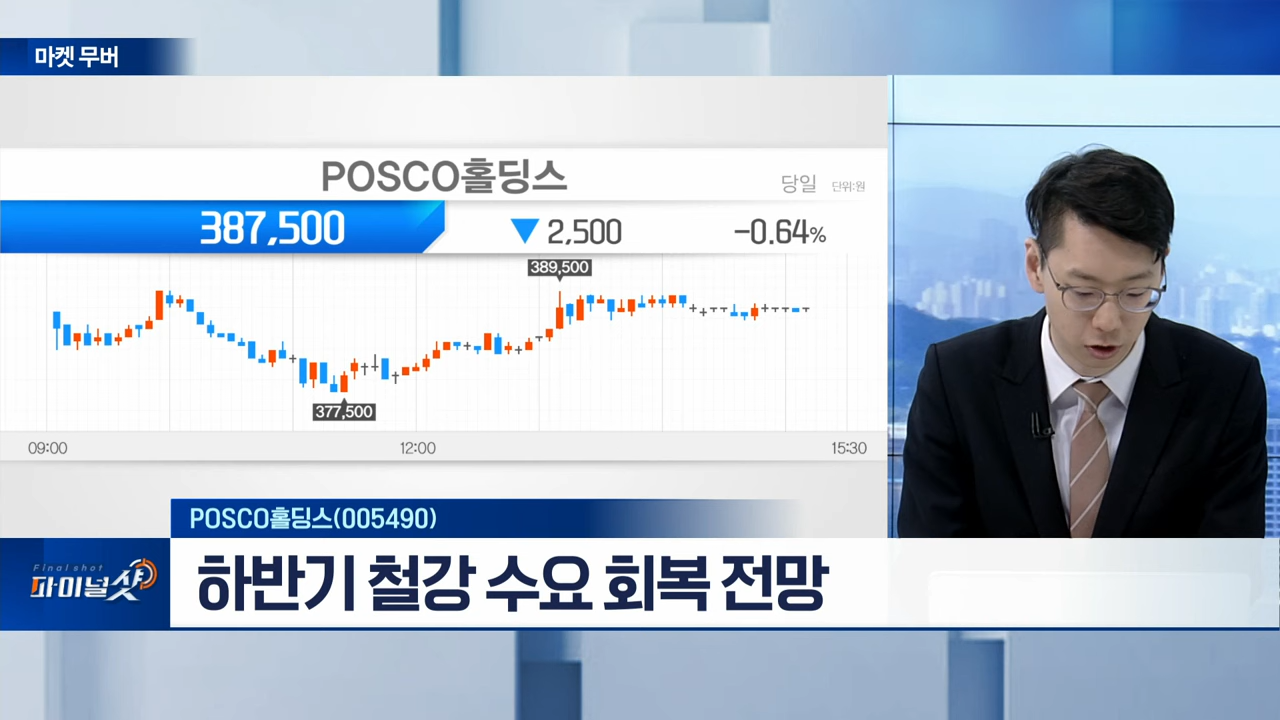 마켓 무버
POSCO홀딩스
당일 단위:원
387,500 ▼ 2,500 -0.64%
389,500
377,500
09:00 12:00 15:30
POSCO홀딩스(005490)
Final shot
파이널샷
하반기 철강 수요 회복 전망